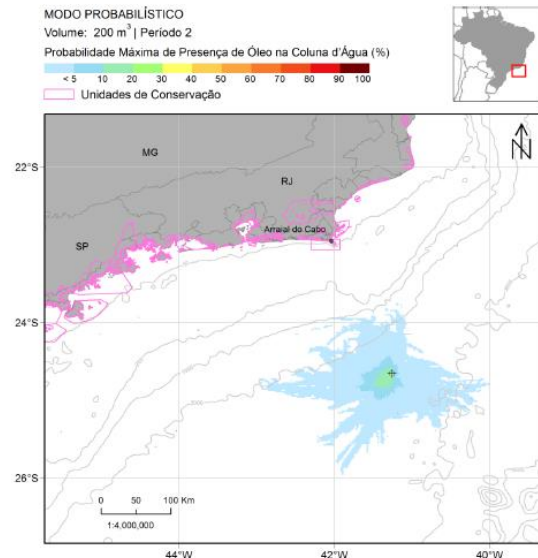 MODO PROBABILÍSTICO
Volume: 200 m³ | Período 2
Probabilidade Máxima de Presença de Óleo na Coluna d'Água (%)
< 5 10 20 30 40 50 60 70 80 90 100
Unidades de Conservação
N
22°S
MG
RJ
Arraial do Cabo
SP
24°S
26°S
0 50 100 Km
1:4,000,000
44°W 42°W 40°W